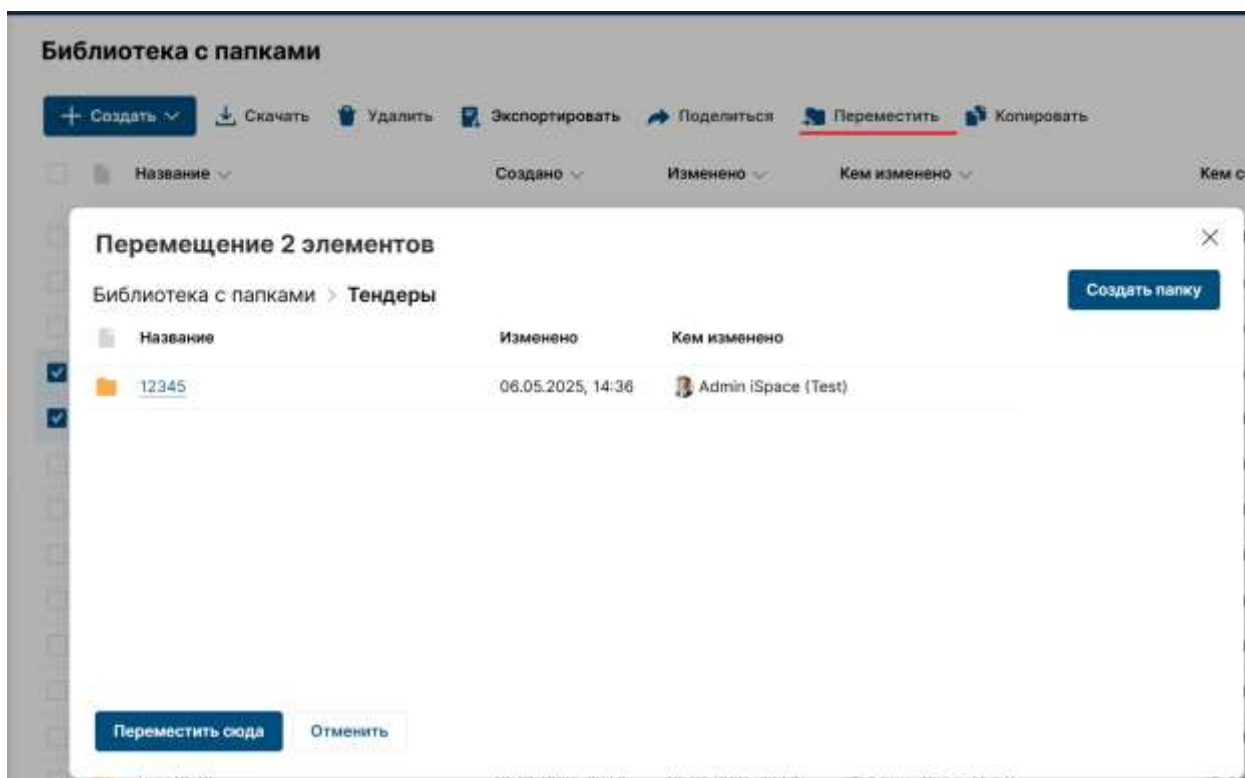 Библиотека с папками
Создать Скачать Удалить Экспортировать Поделиться Переместить Копировать
Название Создано Изменено Кем изменено Кем с
Перемещение 2 элементов
Библиотека с папками > Тендеры
Создать папку
Название Изменено Кем изменено
12345 06.05.2025, 14:36 Admin iSpace (Test)
Переместить сюда Отменить